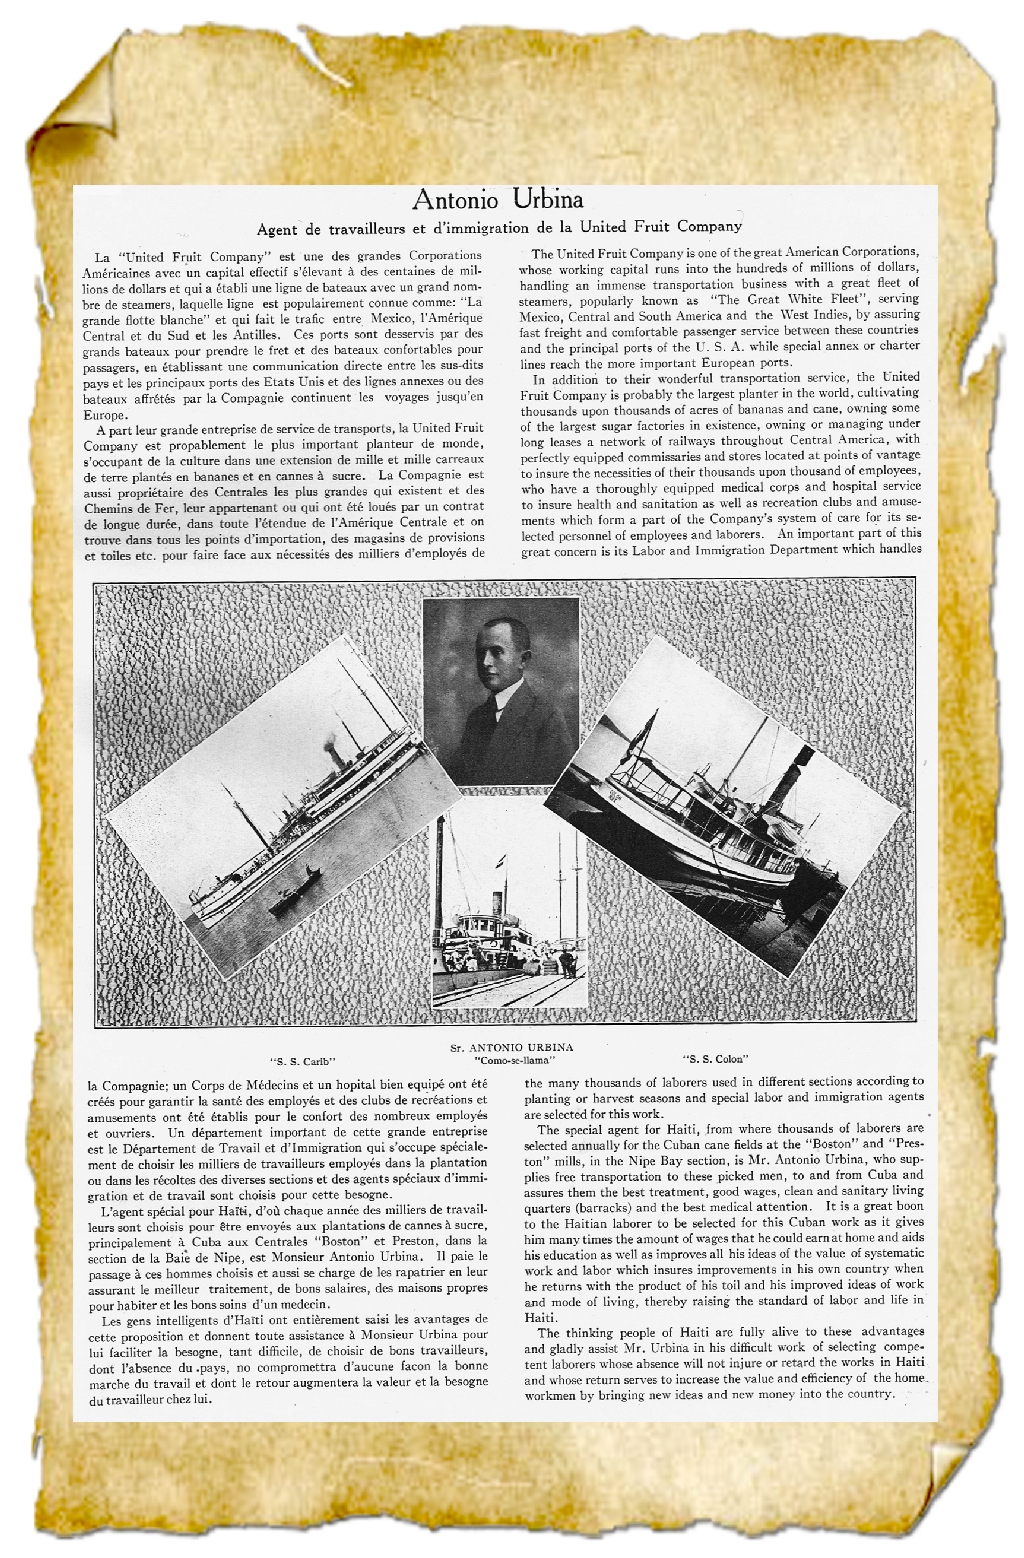 Antonio Urbina
Agent de travailleurs et d'immigration de la United Fruit Company
La "United Fruit Company" est une des grandes Corporations
Américaines avec un capital effectif s'élevant à des centaines de mil-
lions de dollars et qui a établi une ligne de bateaux avec un grand nom-
bre de steamers, laquelle ligne est populairement connue comme: "La
grande flotte blanche" et qui fait le trafic entre Mexico, l'Amérique
Central et du Sud et les Antilles. Ces ports sont desservis par des
grands bateaux pour prendre le fret et des bateaux confortables pour
passagers, en établissant une communication directe entre les sus-dits
pays et les principaux ports des Etats Unis et des lignes annexes ou des
bateaux affrétés par la Compagnie continuent les voyages jusqu'en
Europe.
A part leur grande entreprise de service de transports, la United Fruit
Company est propablement le plus important planteur de monde,
s'occupant de la culture dans une extension de mille et mille carreaux
de terre plantés en bananes et en cannes à sucre. La Compagnie est
aussi propriétaire des Centrales les plus grandes qui existent et des
Chemins de Fer, leur appartenant ou qui ont été loués par un contrat
de longue durée, dans toute l'étendue de l'Amérique Centrale et on
trouve dans tous les points d'importation, des magasins de provisions
et toiles etc. pour faire face aux nécessités des milliers d'employés de
The United Fruit Company is one of the great American Corporations,
whose working capital runs into the hundreds of millions of dollars,
handling an immense transportation business with a great fleet of
steamers, popularly known as "The Great White Fleet", serving
Mexico, Central and South America and the West Indies, by assuring
fast freight and comfortable passenger service between these countries
and the principal ports of the U. S. A. while special annex or charter
lines reach the more important European ports.
In addition to their wonderful transportation service, the United
Fruit Company is probably the largest planter in the world, cultivating
thousands upon thousands of acres of bananas and cane, owning some
of the largest sugar factories in existence, owning or managing under
long leases a network of railways throughout Central America, with
perfectly equipped commissaries and stores located at points of vantage
to insure the necessities of their thousands upon thousand of employees,
who have a thoroughly equipped medical corps and hospital service
to insure health and sanitation as well as recreation clubs and amuse-
ments which form a part of the Company's system of care for its se-
lected personnel of employees and laborers. An important part of this
great concern is its Labor and Immigration Department which handles
Sr. ANTONIO URBINA
"S. S. Carib" "Como-se-llama" "S. S. Colon"
la Compagnie; un Corps de Médecins et un hopital bien equipé ont été
créés pour garantir la santé des employés et des clubs de recréations et
amusements ont été établis pour le confort des nombreux employés
et ouvriers. Un département important de cette grande entreprise
est le Départment de Travail et d'Immigration qui s'occupe spéciale-
ment de choisir les milliers de travailleurs employés dans la plantation
ou dans les récoltes des diverses sections et des agents spéciaux d'immi-
gration et de travail sont choisis pour cette besogne.
L'agent spécial pour Haïti, d'où chaque année des milliers de travail-
leurs sont choisis pour être envoyés aux plantations de cannes à sucre,
principalement à Cuba aux Centrales "Boston" et Preston, dans la
section de la Baie de Nipe, est Monsieur Antonio Urbina. Il paie le
passage à ces hommes choisis et aussi se charge de les rapatrier en leur
assurant le meilleur traitement, de bons salaires, des maisons propres
pour habiter et les bons soins d'un medecin.
Les gens intelligents d'Haïti ont entièrement saisi les avantages de
cette proposition et donnent toute assistance à Monsieur Urbina pour
lui faciliter la besogne, tant difficile, de choisir de bons travailleurs,
dont l'absence du pays, no compromettra d'aucune facon la bonne
marche du travail et dont le retour augmentera la valeur et la besogne
du travailleur chez lui.
the many thousands of laborers used in different sections according to
planting or harvest seasons and special labor and immigration agents
are selected for this work.
The special agent for Haiti, from where thousands of laborers are
selected annually for the Cuban cane fields at the "Boston" and "Pres-
ton" mills, in the Nipe Bay section, is Mr. Antonio Urbina, who sup-
plies free transportation to these picked men, to and from Cuba and
assures them the best treatment, good wages, clean and sanitary living
quarters (barracks) and the best medical attention. It is a great boon
to the Haitian laborer to be selected for this Cuban work as it gives
him many times the amount of wages that he could earn at home and aids
his education as well as improves all his ideas of the value of systematic
work and labor which insures improvements in his own country when
he returns with the product of his toil and his improved ideas of work
and mode of living, thereby raising the standard of labor and life in
Haiti.
The thinking people of Haiti are fully alive to these advantages
and gladly assist Mr. Urbina in his difficult work of selecting compe-
tent laborers whose absence will not injure or retard the works in Haiti
and whose return serves to increase the value and efficiency of the home
workmen by bringing new ideas and new money into the country.